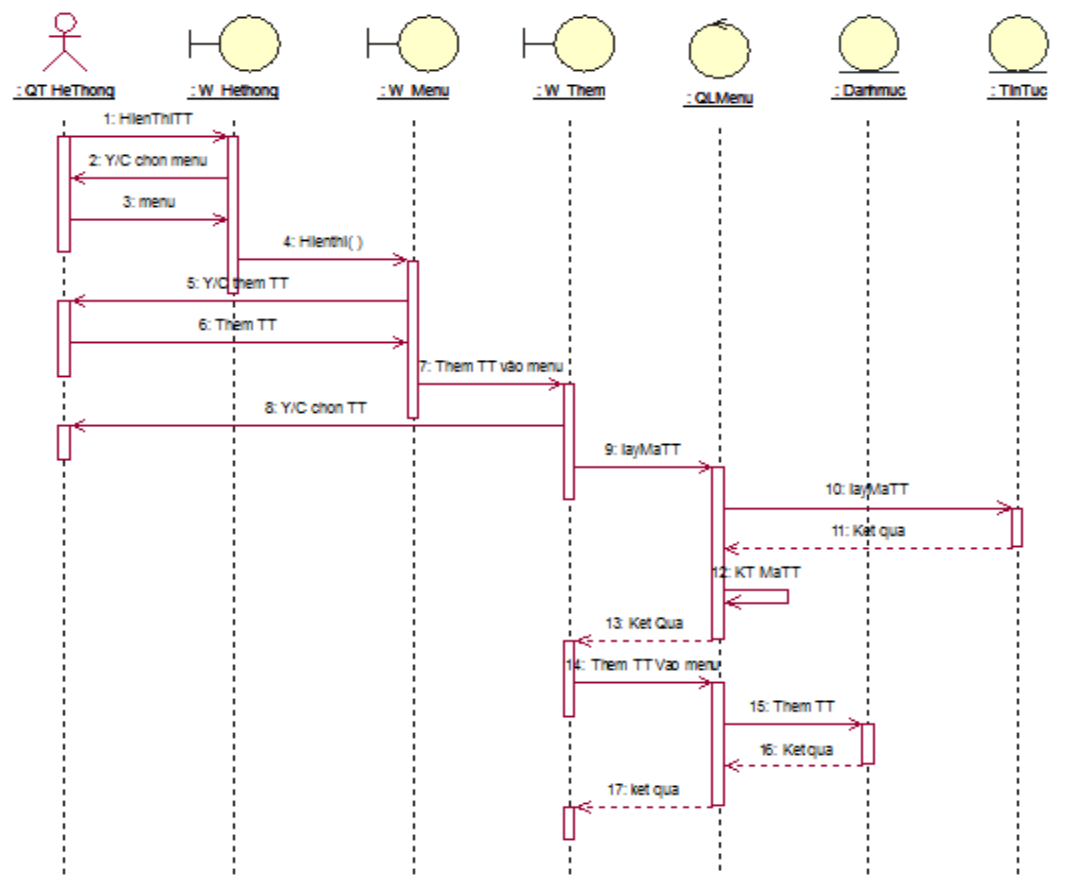 : QT HeThong
: W_Hethong
: W_Menu
: W_Them
: QLMenu
: Danhmuc
: TinTuc
1: HienThiTT
2: Y/C chon menu
3: menu
4: Hienthi( )
5: Y/C them TT
6: Them TT
7: Them TT vào menu
8: Y/C chon TT
9: layMaTT
10: layMaTT
11: Ket qua
12: KT MaTT
13: Ket Qua
14: Them TT Vao menu
15: Them TT
16: Ket qua
17: ket qua